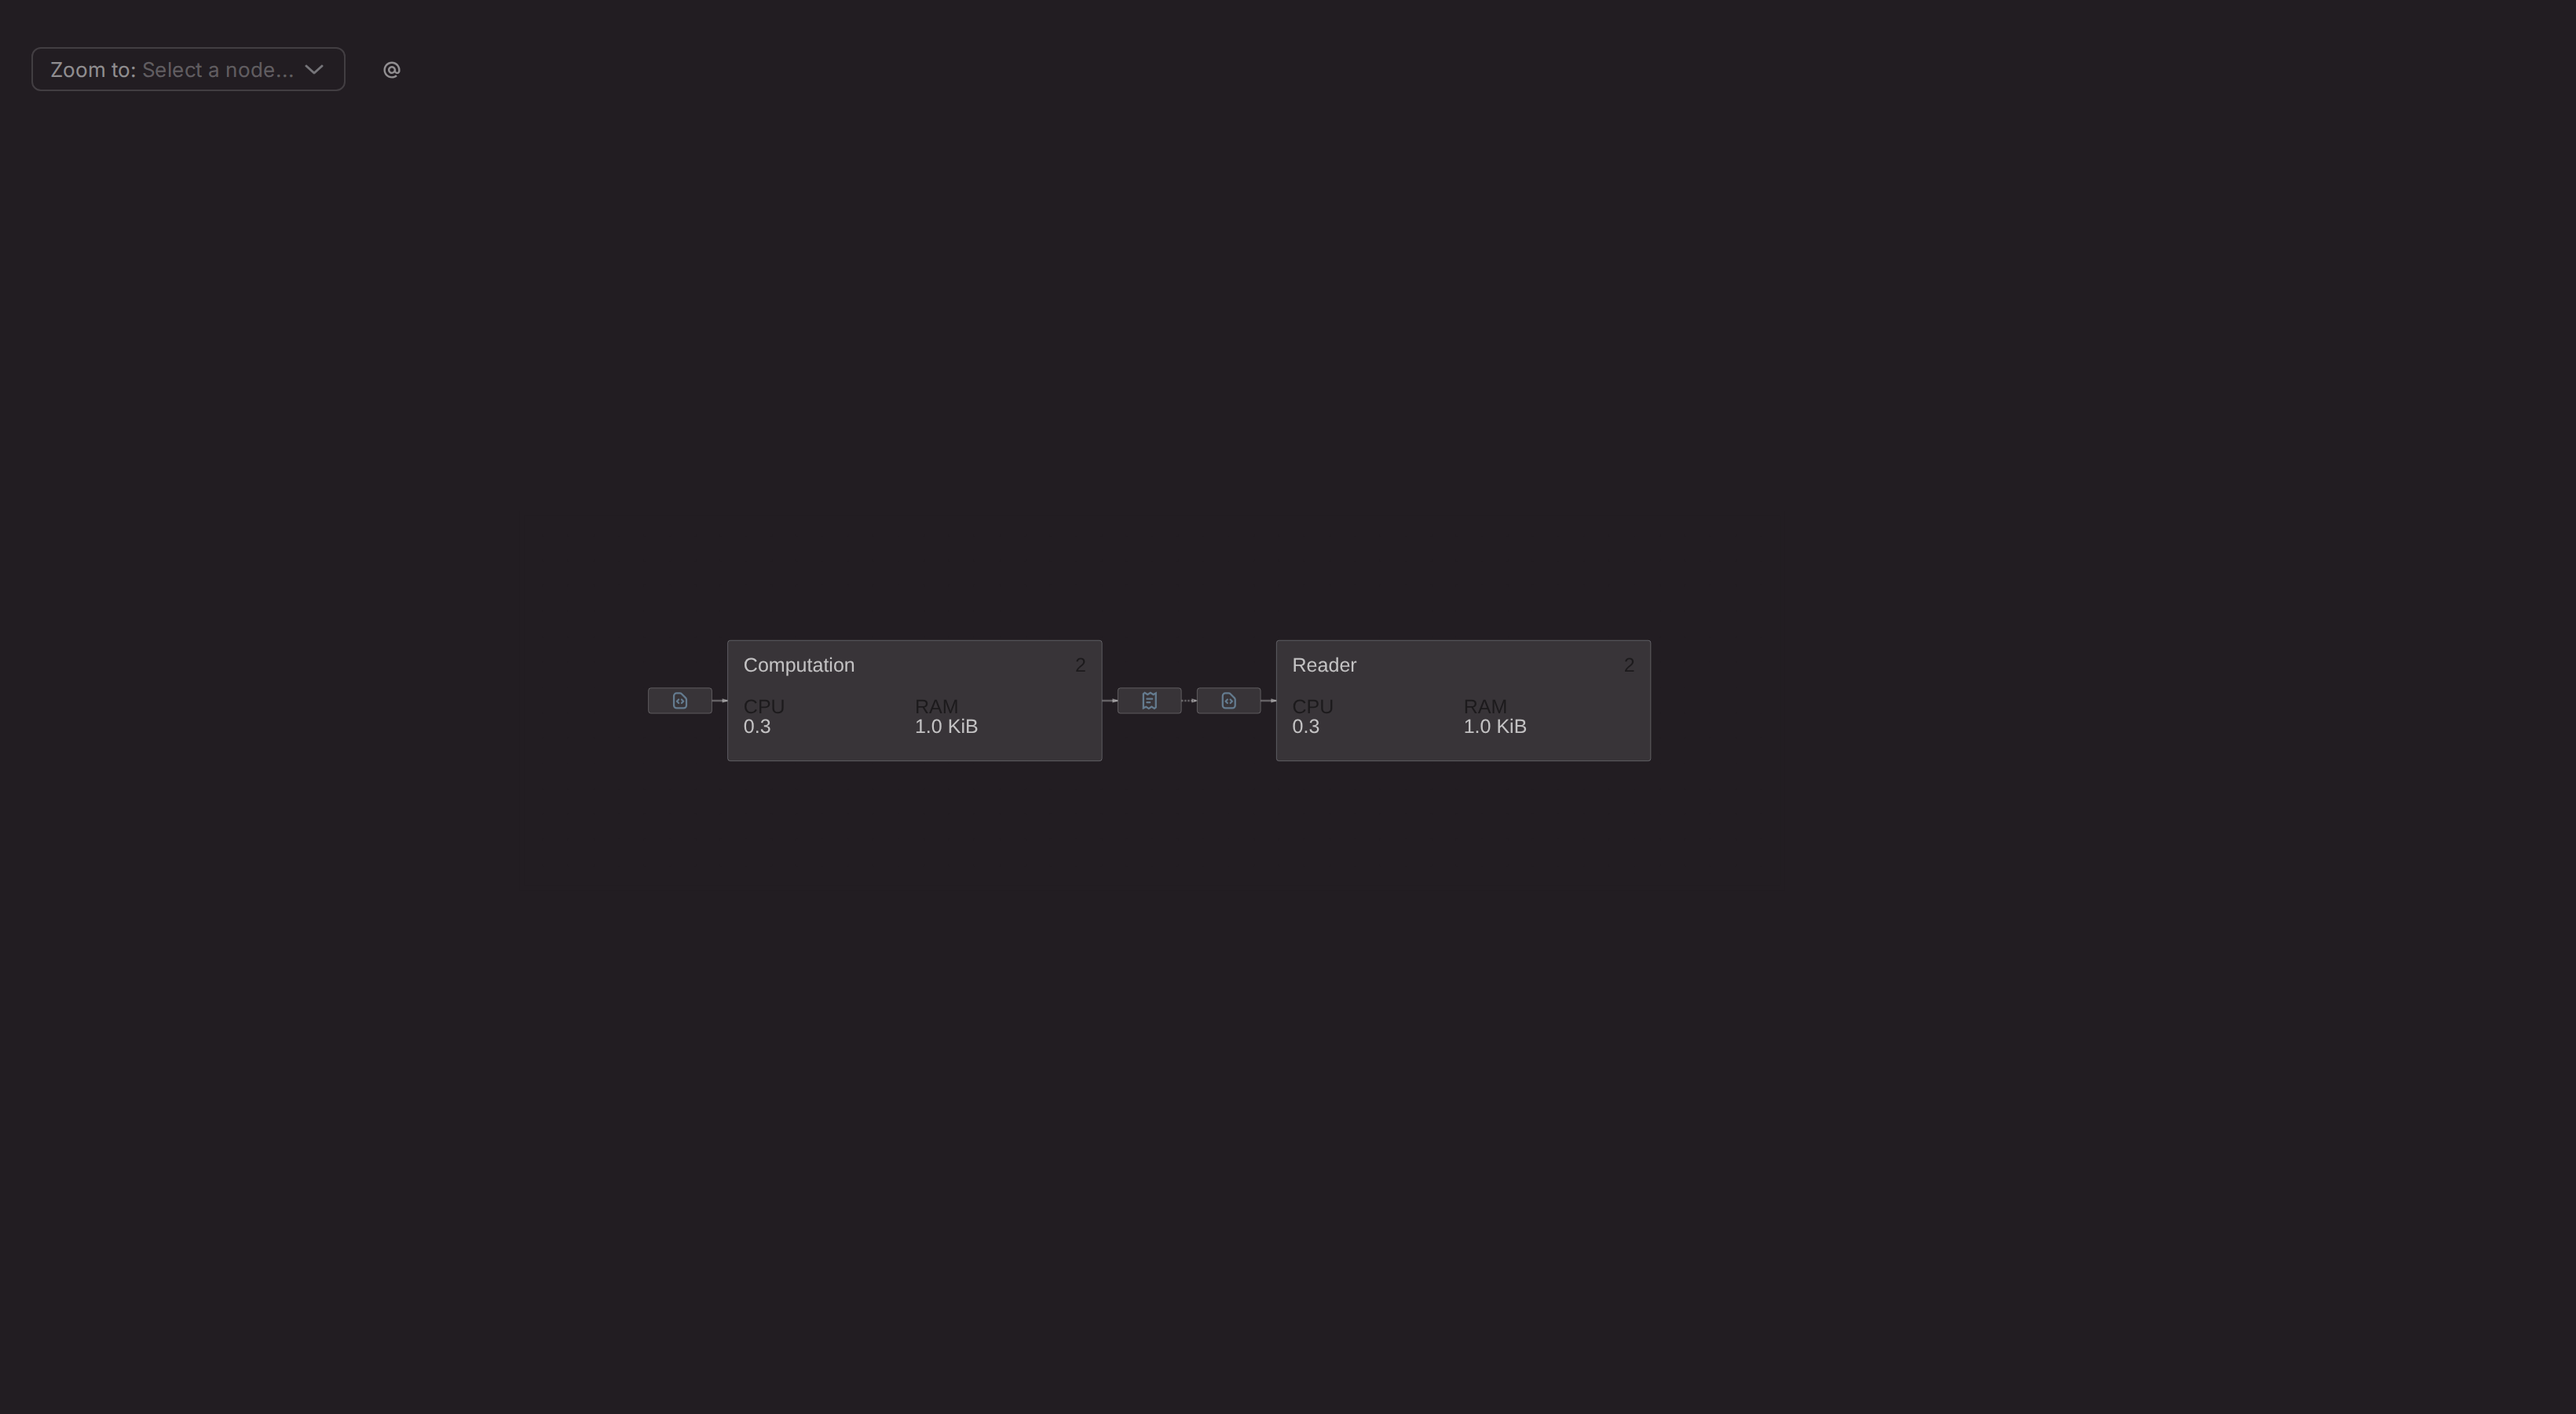 Zoom to: Select a node...
@
Computation 2
CPU RAM
0.3 1.0 KiB
Reader 2
CPU RAM
0.3 1.0 KiB